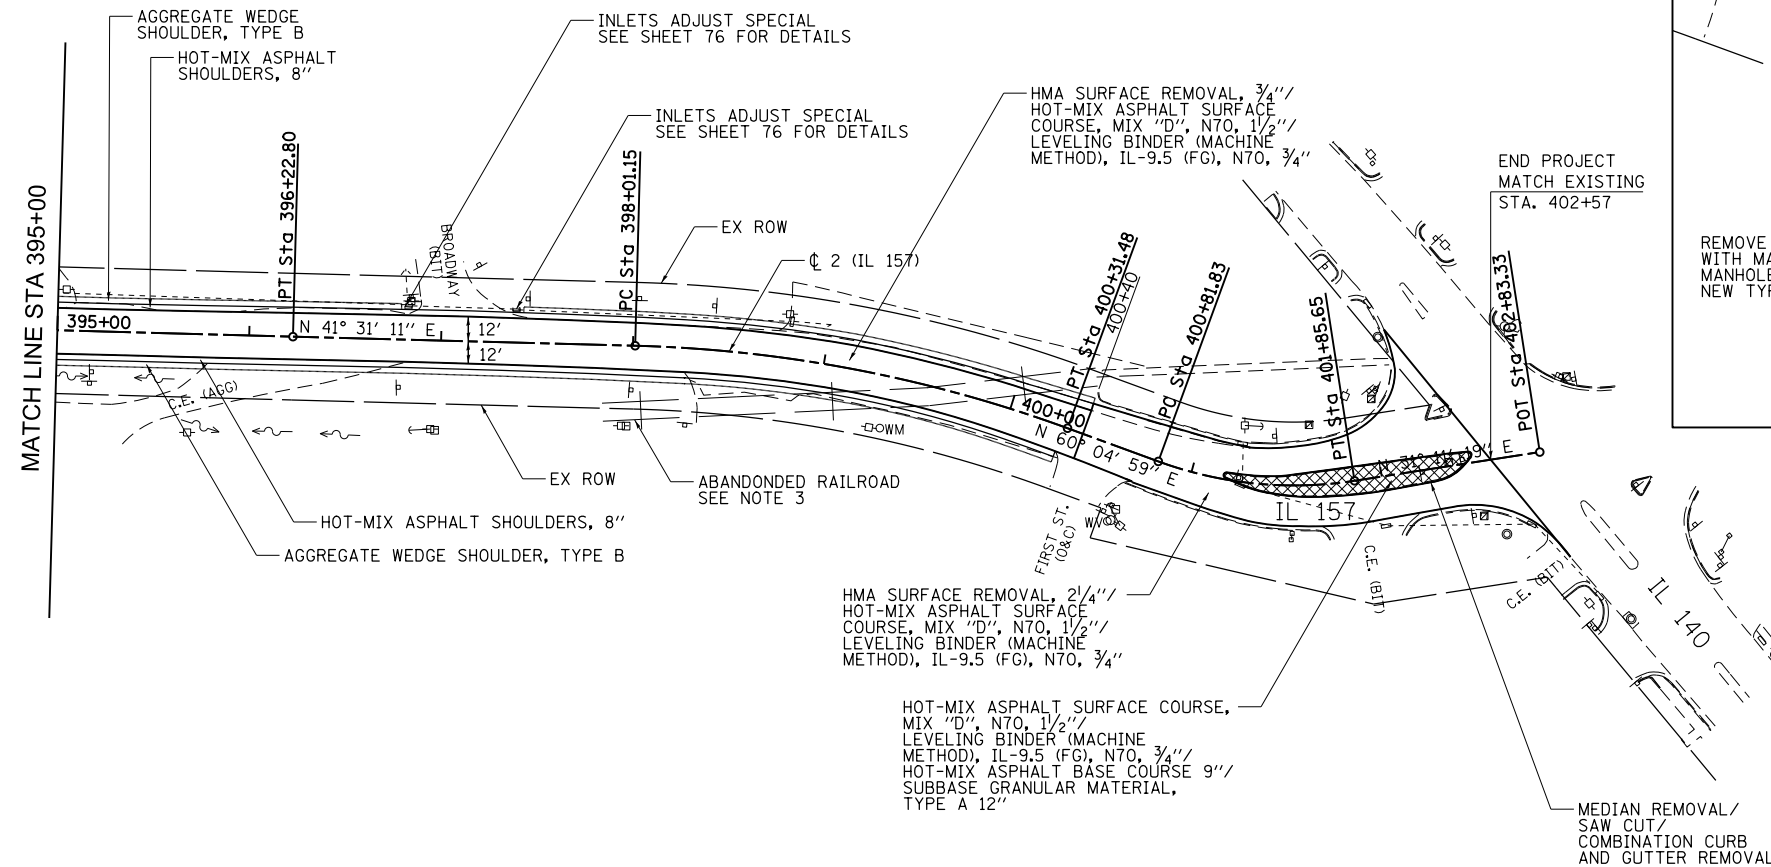 AGGREGATE WEDGE
SHOULDER, TYPE B
HOT-MIX ASPHALT
SHOULDERS, 8"
INLETS ADJUST SPECIAL
SEE SHEET 76 FOR DETAILS
INLETS ADJUST SPECIAL
SEE SHEET 76 FOR DETAILS
HMA SURFACE REMOVAL, 3/4"/
HOT-MIX ASPHALT SURFACE
COURSE, MIX "D", N70, 1 1/2"/
LEVELING BINDER (MACHINE
METHOD), IL-9.5 (FG), N70, 3/4"
END PROJECT
MATCH EXISTING
STA. 402+57
REMOVE
WITH MA
MANHOLE
NEW TYP
MATCH LINE STA 395+00
PT Sta 396+22.80
BROADWAY
(BIT)
PC Sta 398+01.15
EX ROW
℄ 2 (IL 157)
PT Sta 400+31.48
400+40
PC Sta 400+81.83
PT Sta 401+85.65
POT Sta 402+83.33
395+00
N 41° 31' 11" E
12'
12'
400+00
N 60° 04' 59" E
C.E. (AGG)
WM
EX ROW
ABANDONDED RAILROAD
SEE NOTE 3
WV
FIRST ST.
(O&C)
IL 157
C.E. (BIT)
C.E. (BIT)
IL 140
HOT-MIX ASPHALT SHOULDERS, 8"
AGGREGATE WEDGE SHOULDER, TYPE B
HMA SURFACE REMOVAL, 2 1/4"/
HOT-MIX ASPHALT SURFACE
COURSE, MIX "D", N70, 1 1/2"/
LEVELING BINDER (MACHINE
METHOD), IL-9.5 (FG), N70, 3/4"
HOT-MIX ASPHALT SURFACE COURSE,
MIX "D", N70, 1 1/2"/
LEVELING BINDER (MACHINE
METHOD), IL-9.5 (FG), N70, 3/4"/
HOT-MIX ASPHALT BASE COURSE 9"/
SUBBASE GRANULAR MATERIAL,
TYPE A 12"
MEDIAN REMOVAL/
SAW CUT/
COMBINATION CURB
AND GUTTER REMOVAL